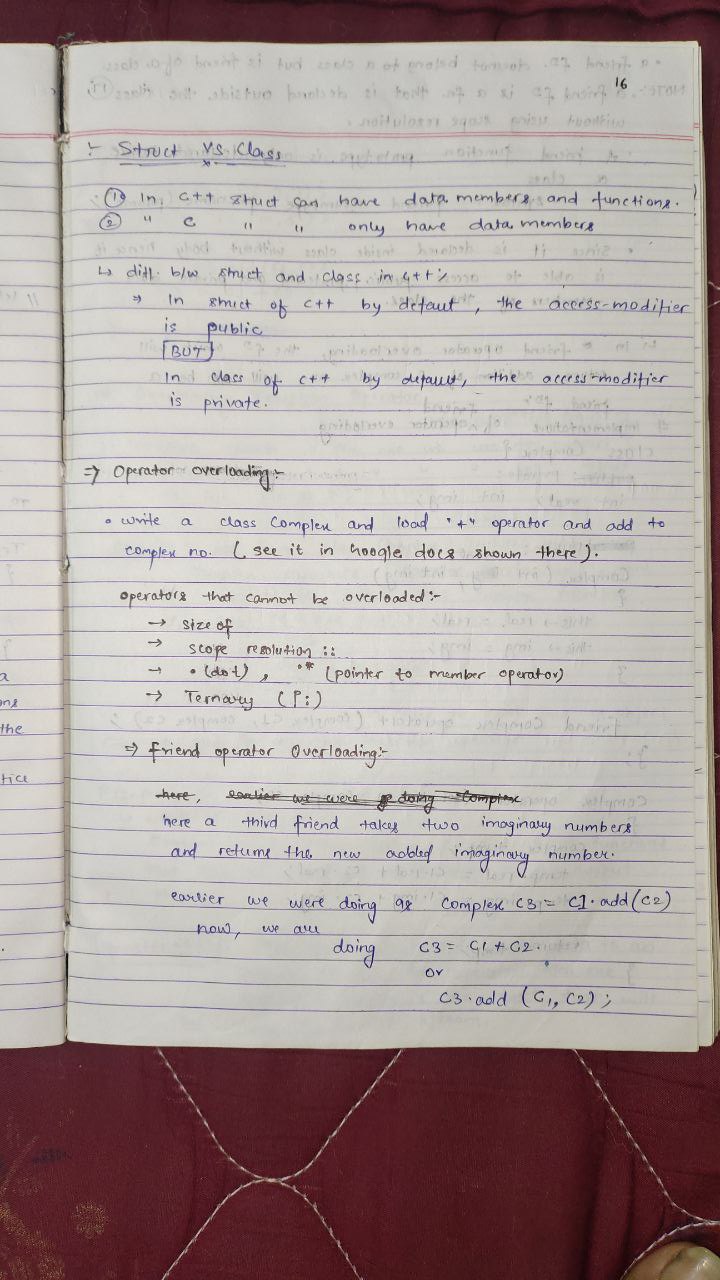 16
:- Struct vs Class
① In C++ struct can have data members and functions.
② " C " " only have data members
↳ diff. b/w struct and class in C++:
⇒ In struct of C++ by defaut, the access-modifier
is public
[BUT]
In class of C++ by default, the access-modifier
is private.
⇒ Operator overloading:-
• write a class Complex and load "+" operator and add to
complex no. (see it in Google docs shown there).
operators that cannot be overloaded:-
→ size of
→ scope resolution ::
→ • (dot), .* (pointer to member operator)
→ Ternary (?:)
⇒ friend operator Overloading:-
here, earlier we were doing Complex
here a third friend takes two imaginary numbers
and returns the new added imaginary number.
earlier we were doing as Complex C3 = C1.add(C2)
now, we are
doing C3 = C1 + C2.
or
C3.add (C1, C2);
a
ons
the
tice